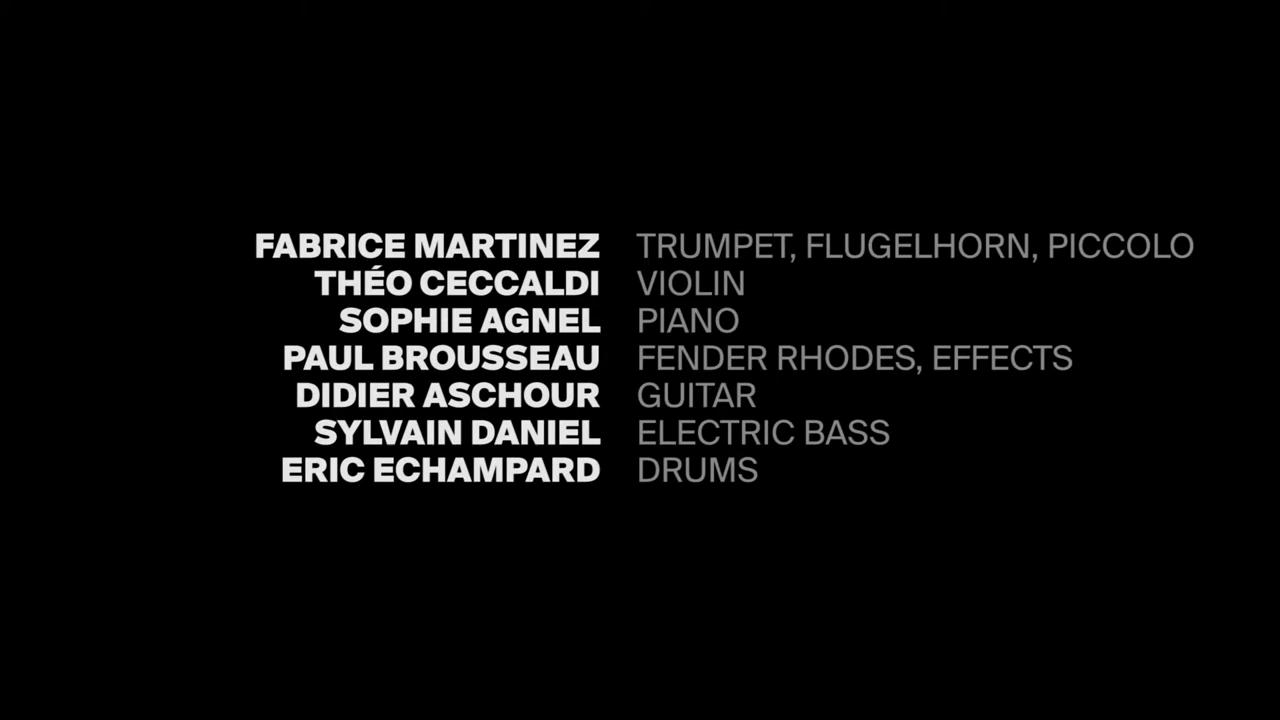 FABRICE MARTINEZ TRUMPET, FLUGELHORN, PICCOLO
THÉO CECCALDI VIOLIN
SOPHIE AGNEL PIANO
PAUL BROUSSEAU FENDER RHODES, EFFECTS
DIDIER ASCHOUR GUITAR
SYLVAIN DANIEL ELECTRIC BASS
ERIC ECHAMPARD DRUMS